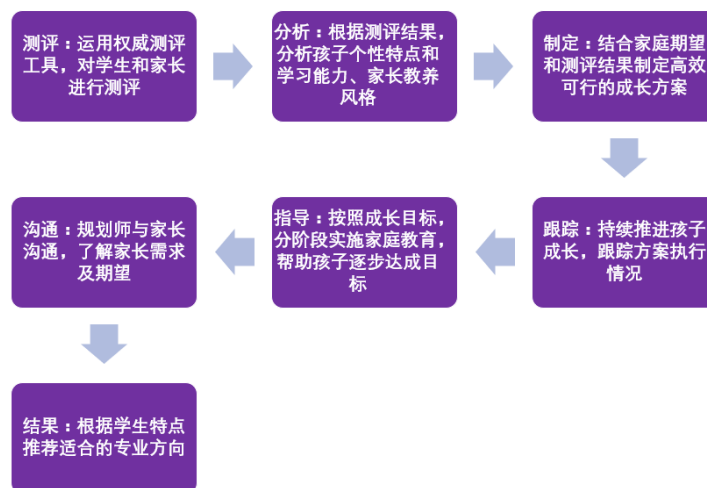 测评：运用权威测评
工具，对学生和家长
进行测评
分析：根据测评结果，
分析孩子个性特点和
学习能力、家长教养
风格
制定：结合家庭期望
和测评结果制定高效
可行的成长方案
跟踪：持续推进孩子
成长，跟踪方案执行
情况
指导：按照成长目标，
分阶段实施家庭教育，
帮助孩子逐步达成目
标
沟通：规划师与家长
沟通，了解家长需求
及期望
结果：根据学生特点
推荐适合的专业方向